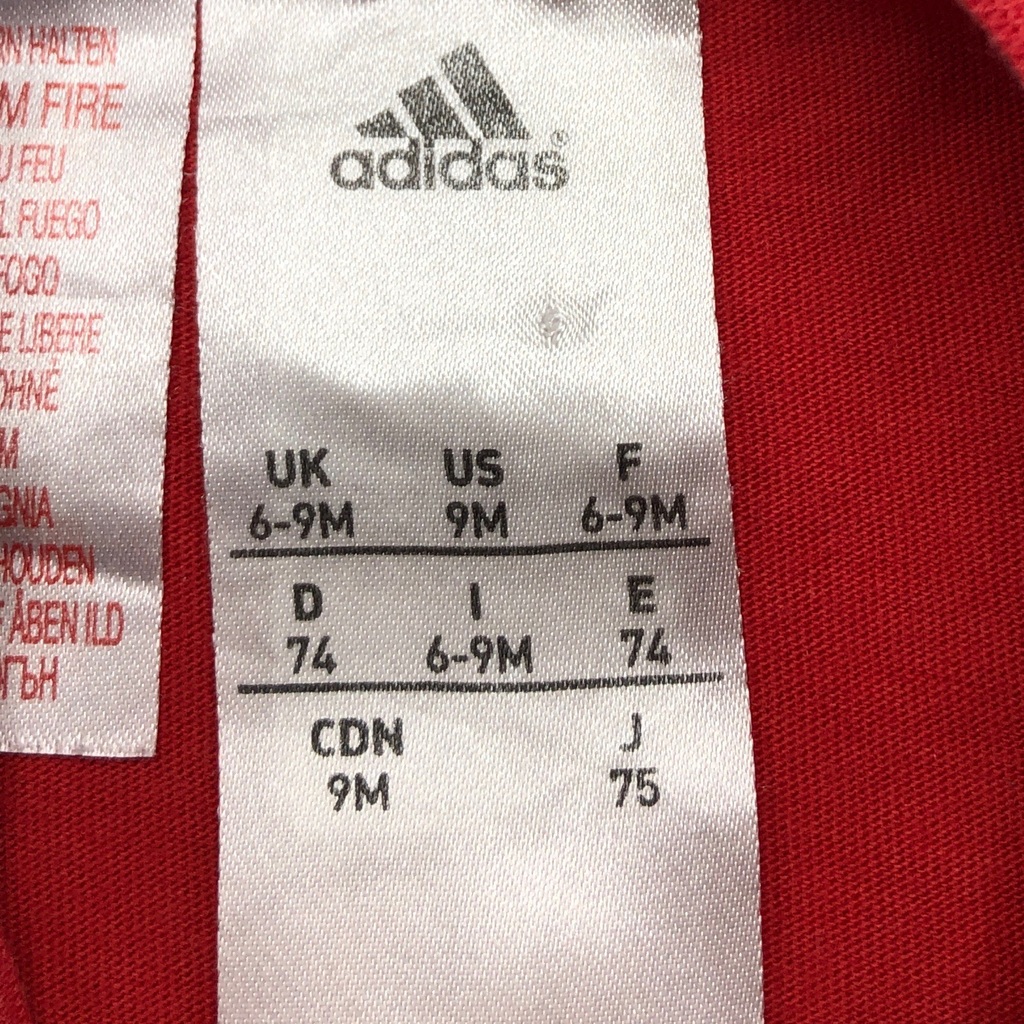 RN HALTEN
M FIRE
U FEU
L FUEGO
FOGO
E LIBERE
OHNĚ
M
GNIA
HOUDEN
ÅBEN ILD
ГЪН
adidas®
UK US F
6-9M 9M 6-9M
D I E
74 6-9M 74
CDN J
9M 75